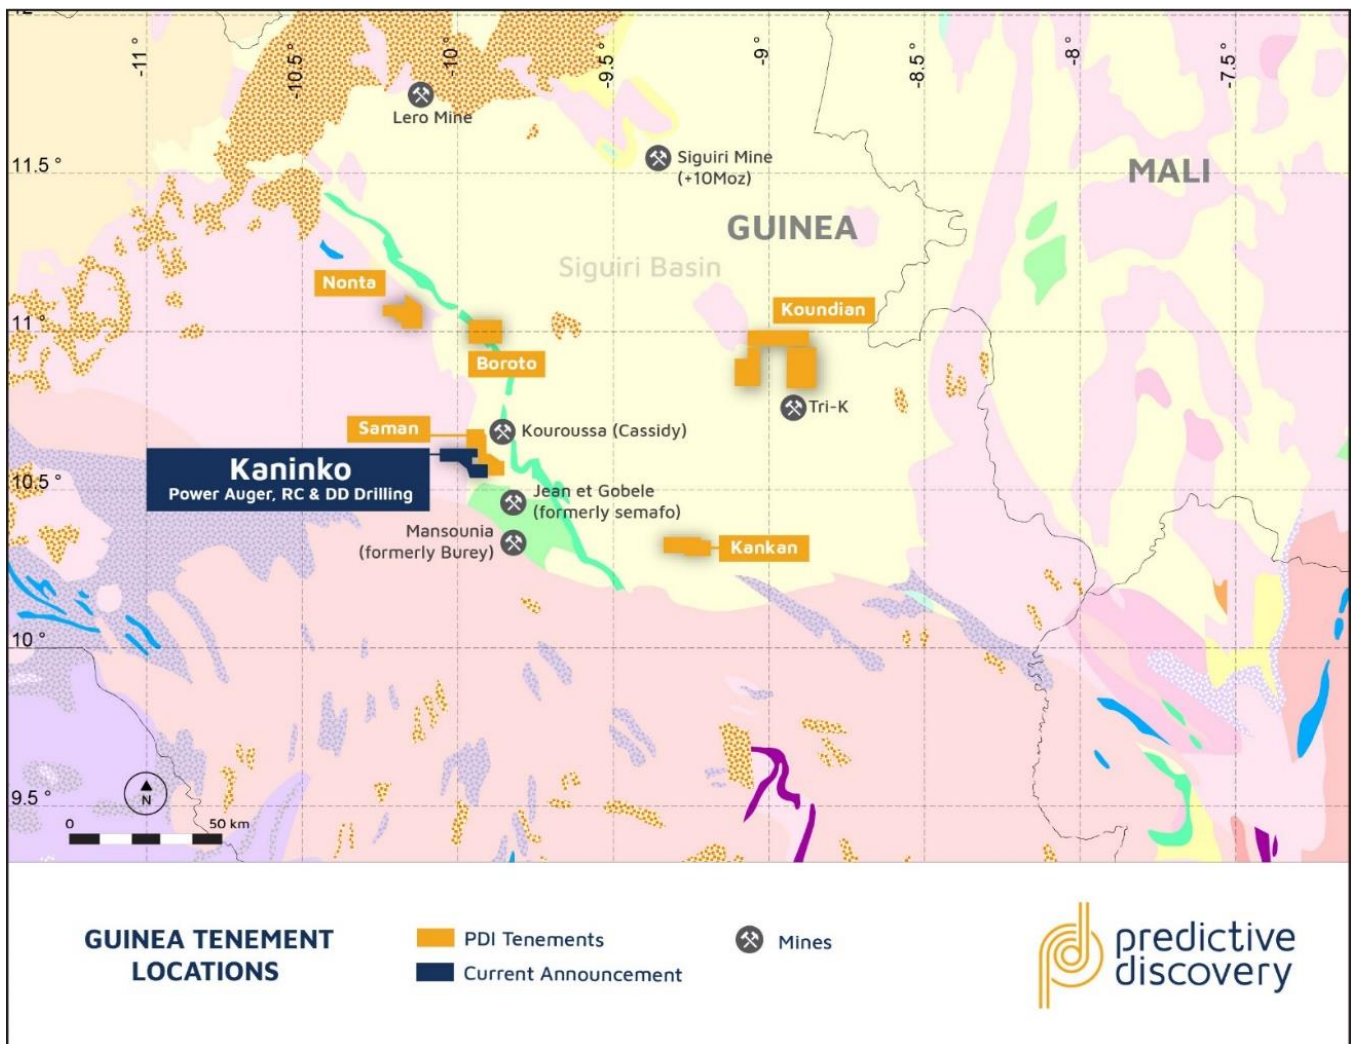 12 °
-11 °
-10.5 °
-10 °
-9.5 °
-9 °
-8.5 °
-8 °
-7.5 °
Lero Mine
11.5 °
Siguiri Mine
(+10Moz)
MALI
GUINEA
Siguiri Basin
Nonta
Koundian
11 °
Boroto
Tri-K
Saman
Kouroussa (Cassidy)
Kaninko
Power Auger, RC & DD Drilling
10.5 °
Jean et Gobele
(formerly semafo)
Mansounia
(formerly Burey)
Kankan
10 °
9.5 °
N
0 50 km
GUINEA TENEMENT
LOCATIONS
PDI Tenements
Current Announcement
Mines
predictive
discovery